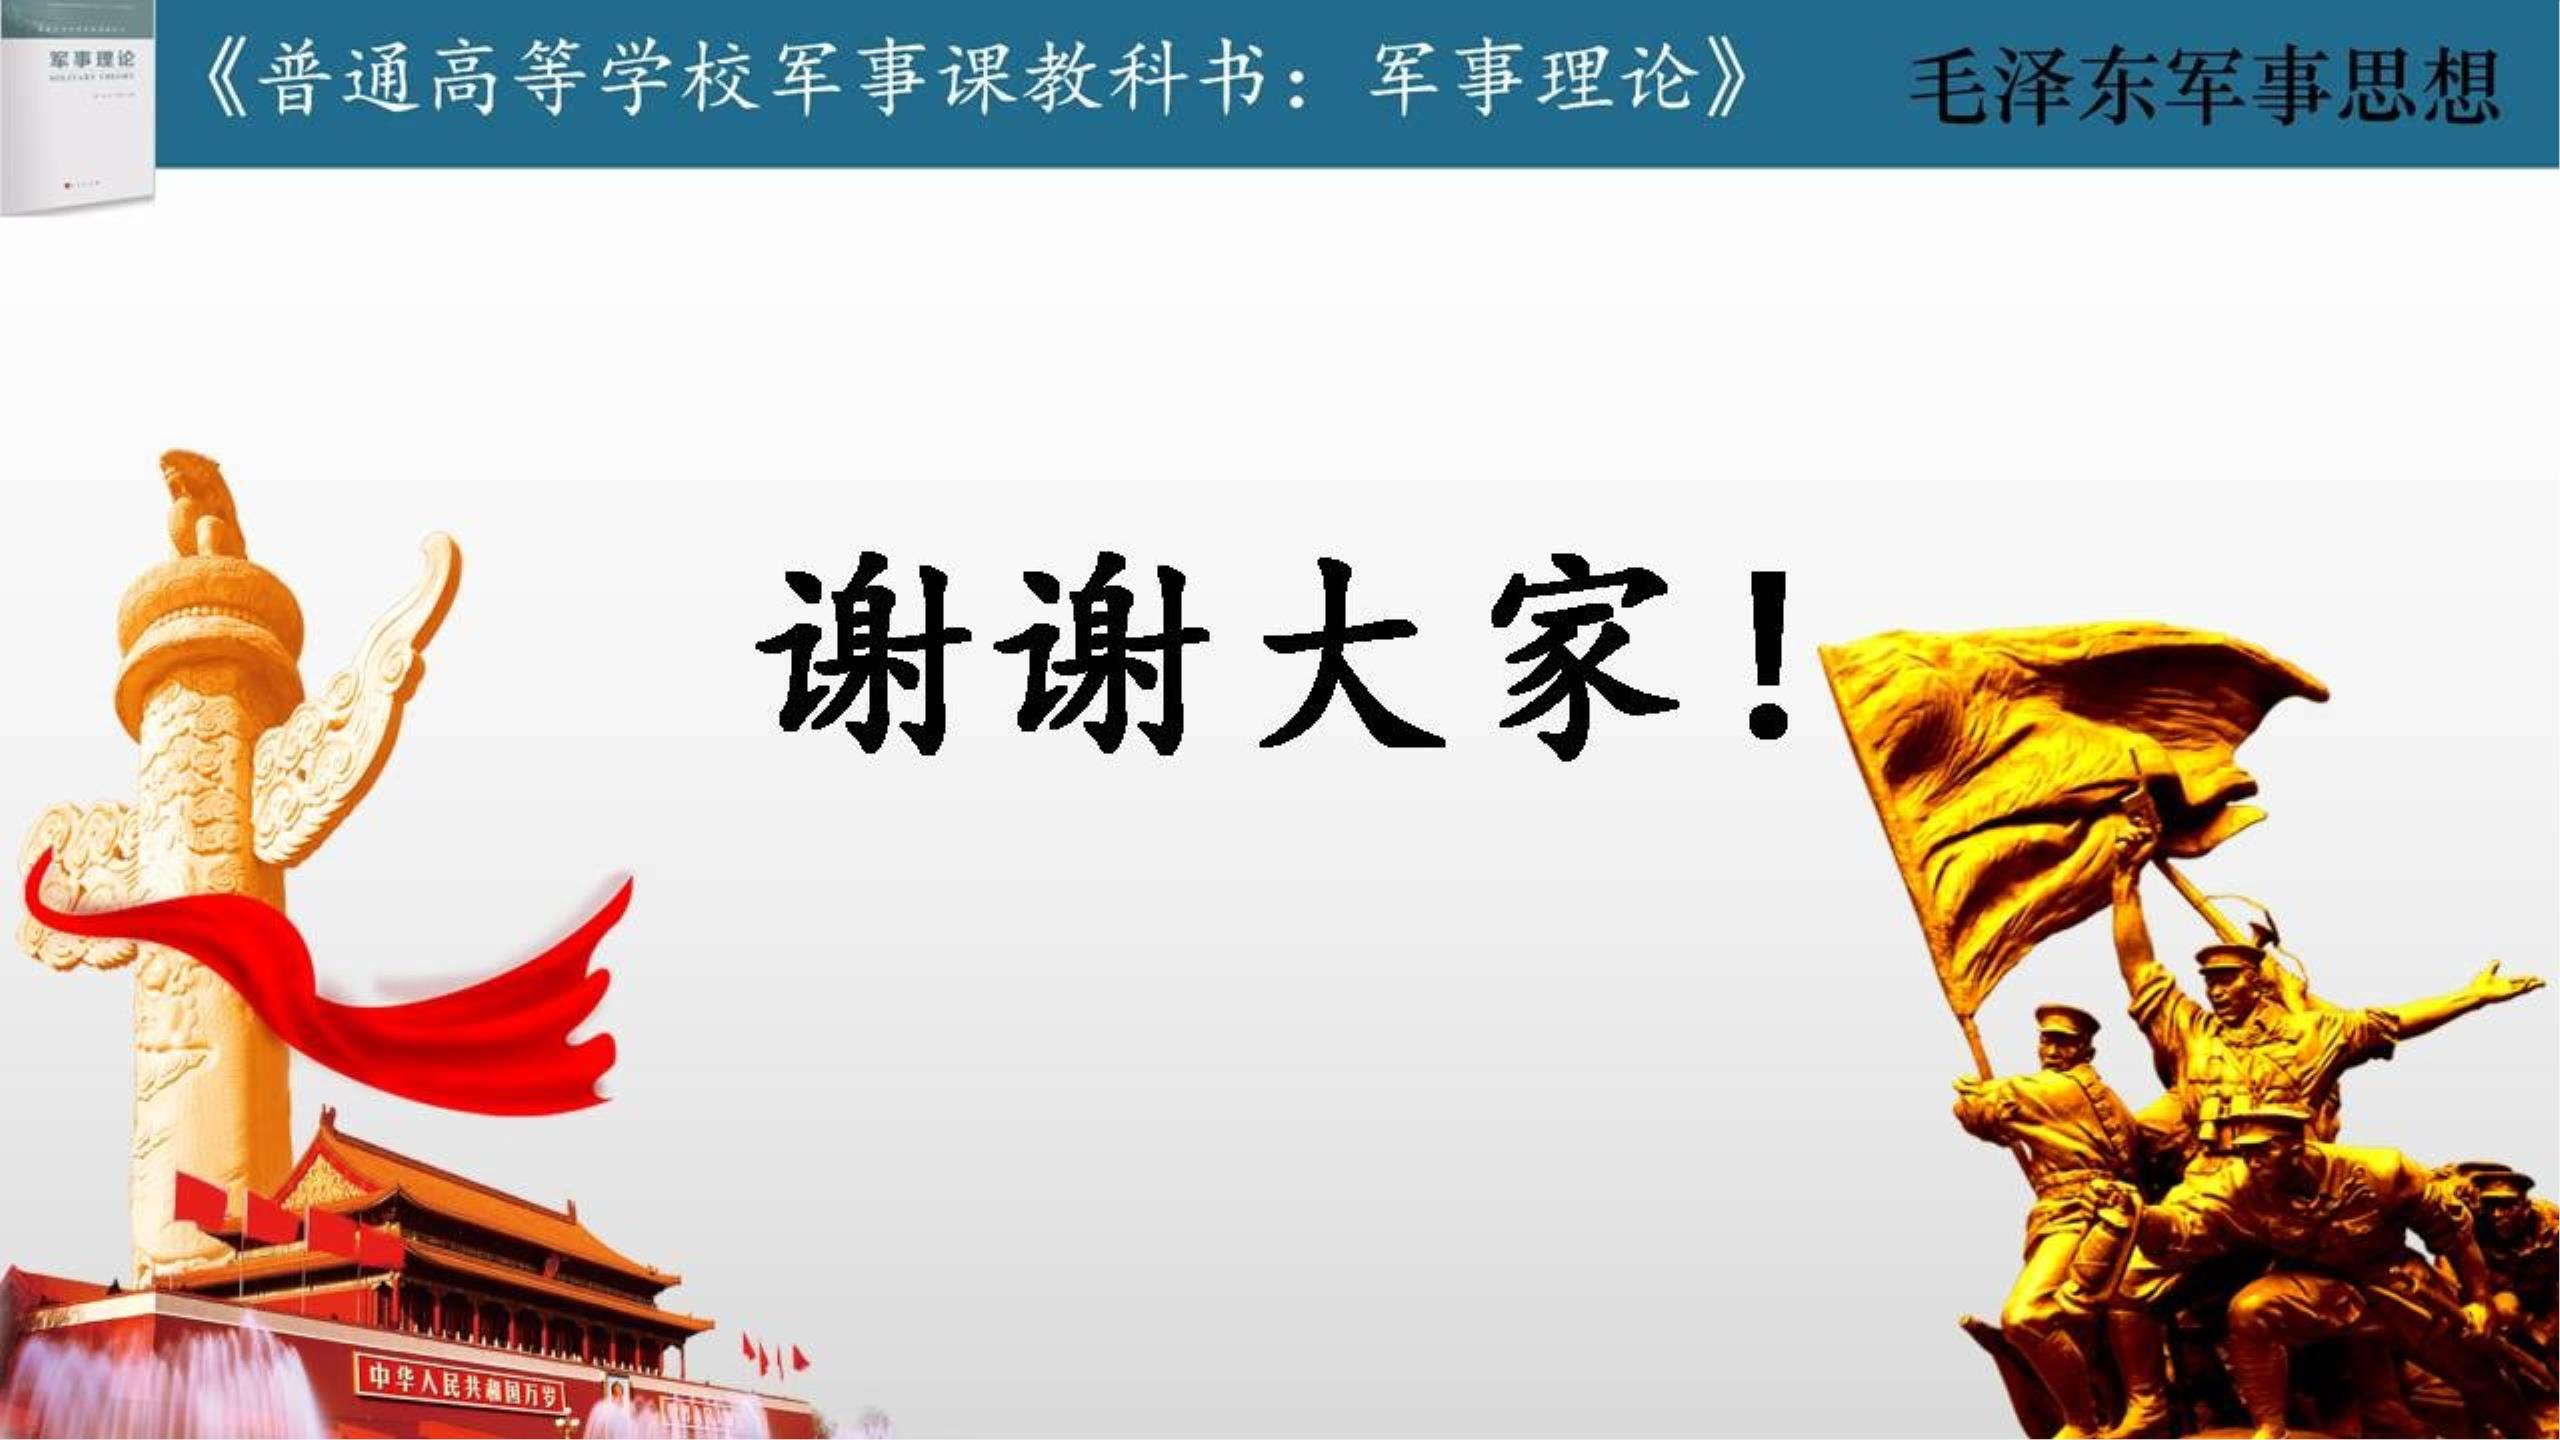 军事理论
MILITARY THEORY
《普通高等学校军事课教科书：军事理论》
毛泽东军事思想
谢谢大家！
中华人民共和国万岁